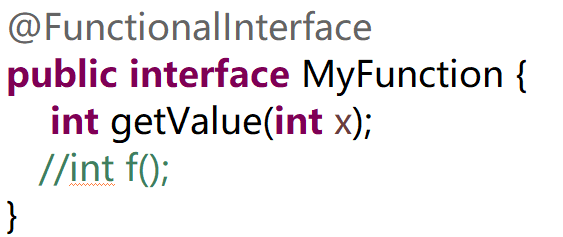 @FunctionalInterface
public interface MyFunction {
    int getValue(int x);
   //int f();
}